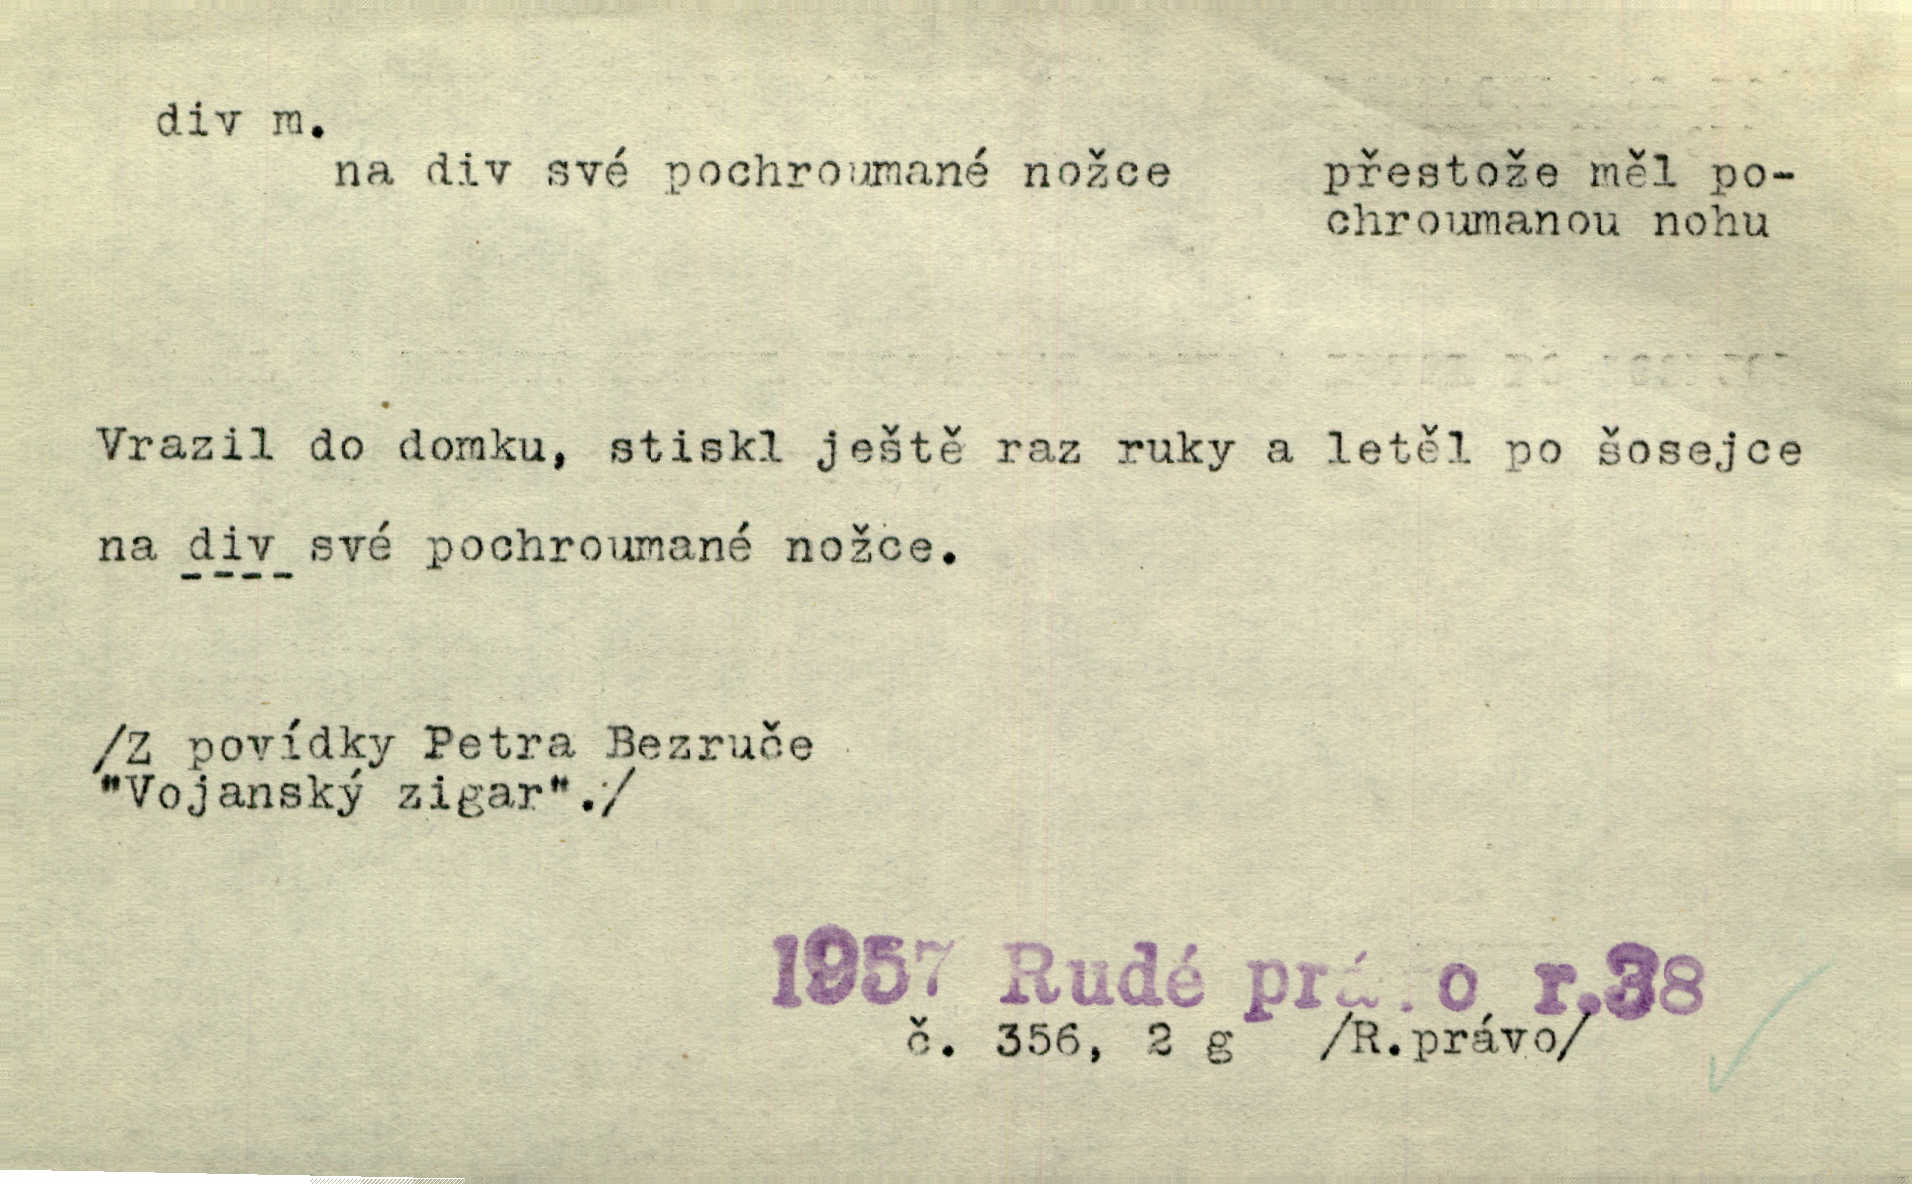 div m.
na div své pochroumané nožce přestože měl po-
chroumanou nohu
Vrazil do domku, stiskl ještě raz ruky a letěl po šosejce
na div své pochroumané nožce.
/Z povídky Petra Bezruče
"Vojanský zigar"./
1957 Rudé právo r.38
č. 356, 2 g /R.právo/